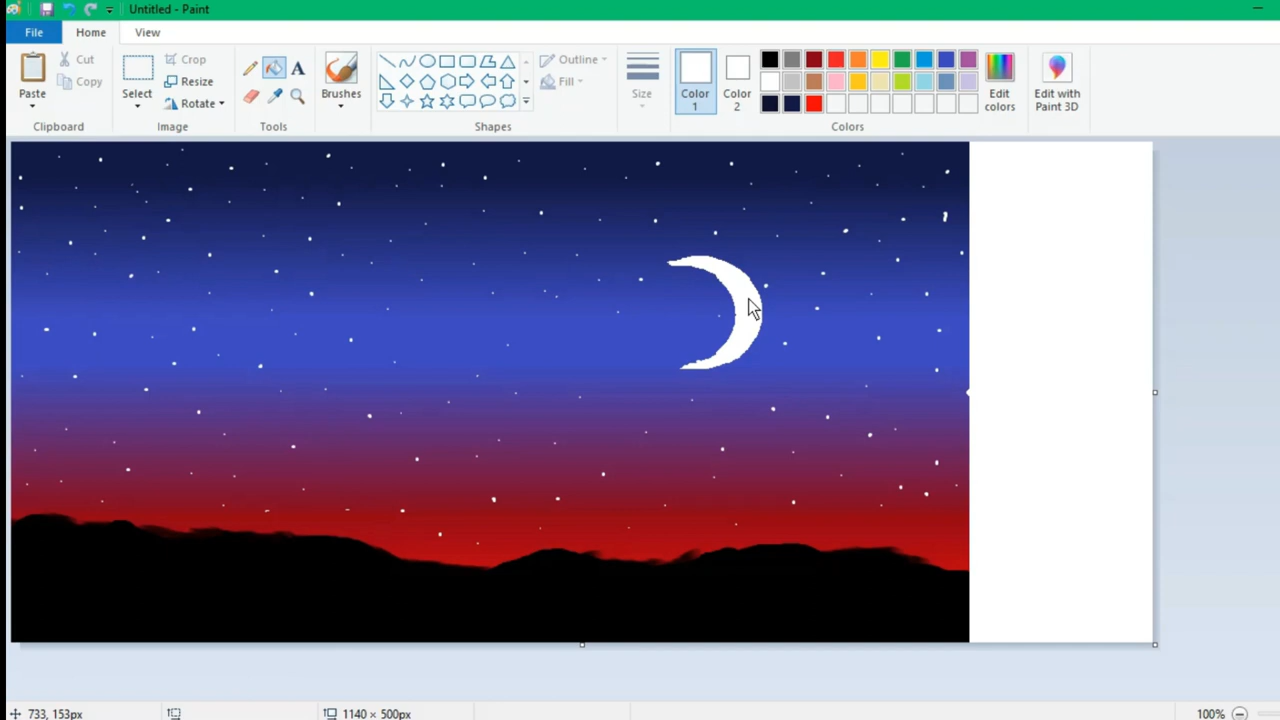 Untitled - Paint
File Home View
Paste
Cut
Copy
Clipboard
Select
Crop
Resize
Rotate
Image
A
Tools
Brushes
Outline
Fill
Shapes
Size
Color 1
Color 2
Edit colors
Colors
Edit with Paint 3D
733, 153px
1140 × 500px
100%